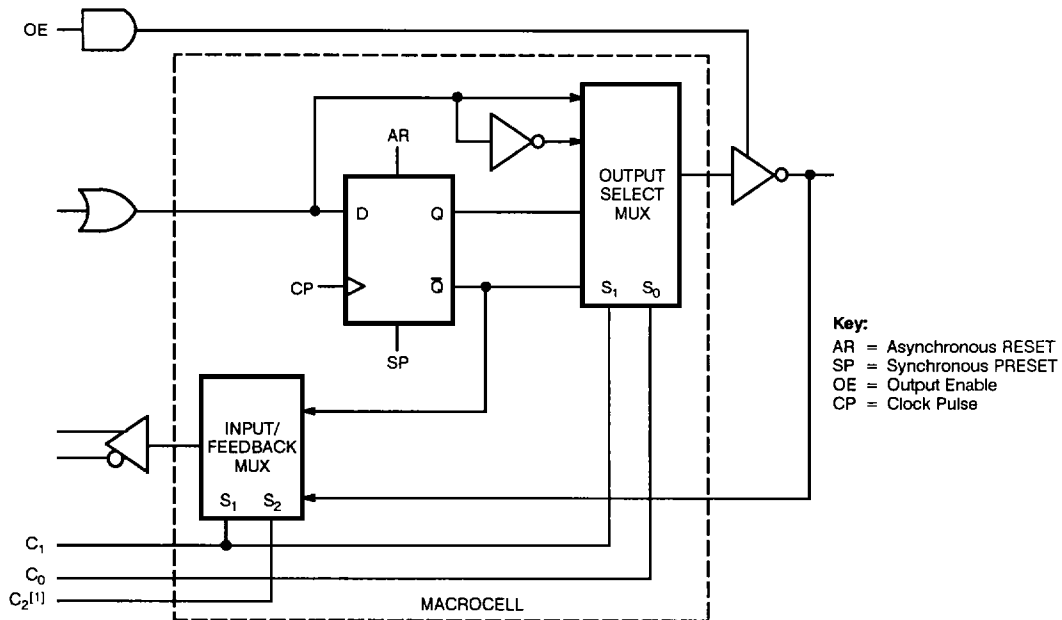 OE
AR
D Q
CP
Q̅
SP
OUTPUT
SELECT
MUX
S₁ S₀
INPUT/
FEEDBACK
MUX
S₁ S₂
C₁
C₀
C₂[1]
MACROCELL
Key:
AR = Asynchronous RESET
SP = Synchronous PRESET
OE = Output Enable
CP = Clock Pulse